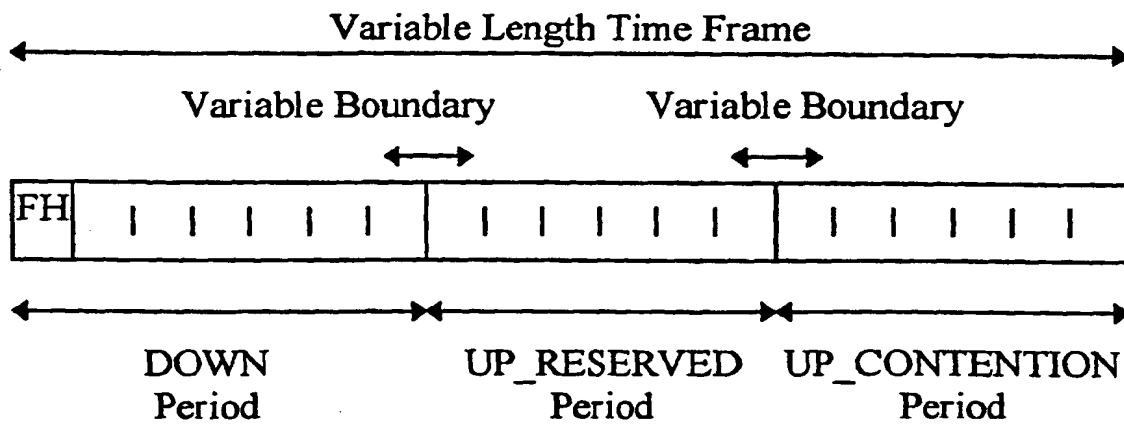 Variable Length Time Frame
Variable Boundary Variable Boundary
FH
DOWN UP_RESERVED UP_CONTENTION
Period Period Period